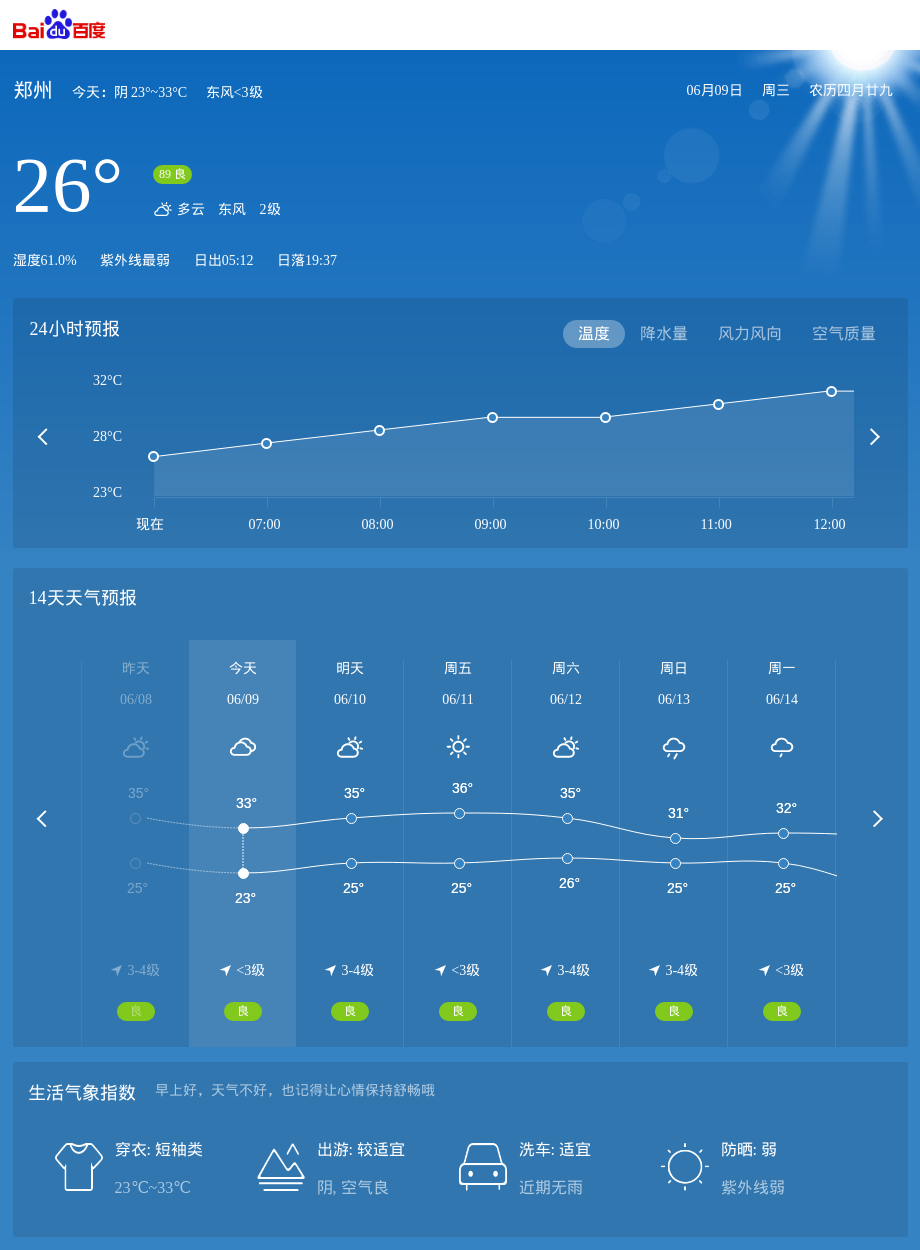 Bai du 百度
郑州 今天：阴 23°~33°C 东风<3级 06月09日 周三 农历四月廿九
26°
89 良
多云 东风 2级
湿度61.0% 紫外线最弱 日出05:12 日落19:37
24小时预报 温度 降水量 风力风向 空气质量
32°C
28°C
23°C
现在 07:00 08:00 09:00 10:00 11:00 12:00
14天天气预报
昨天 今天 明天 周五 周六 周日 周一
06/08 06/09 06/10 06/11 06/12 06/13 06/14
35° 33° 35° 36° 35° 31° 32°
25° 23° 25° 25° 26° 25° 25°
3-4级 <3级 3-4级 <3级 3-4级 3-4级 <3级
良 良 良 良 良 良 良
生活气象指数 早上好，天气不好，也记得让心情保持舒畅哦
穿衣: 短袖类 出游: 较适宜 洗车: 适宜 防晒: 弱
23℃~33℃ 阴, 空气良 近期无雨 紫外线弱